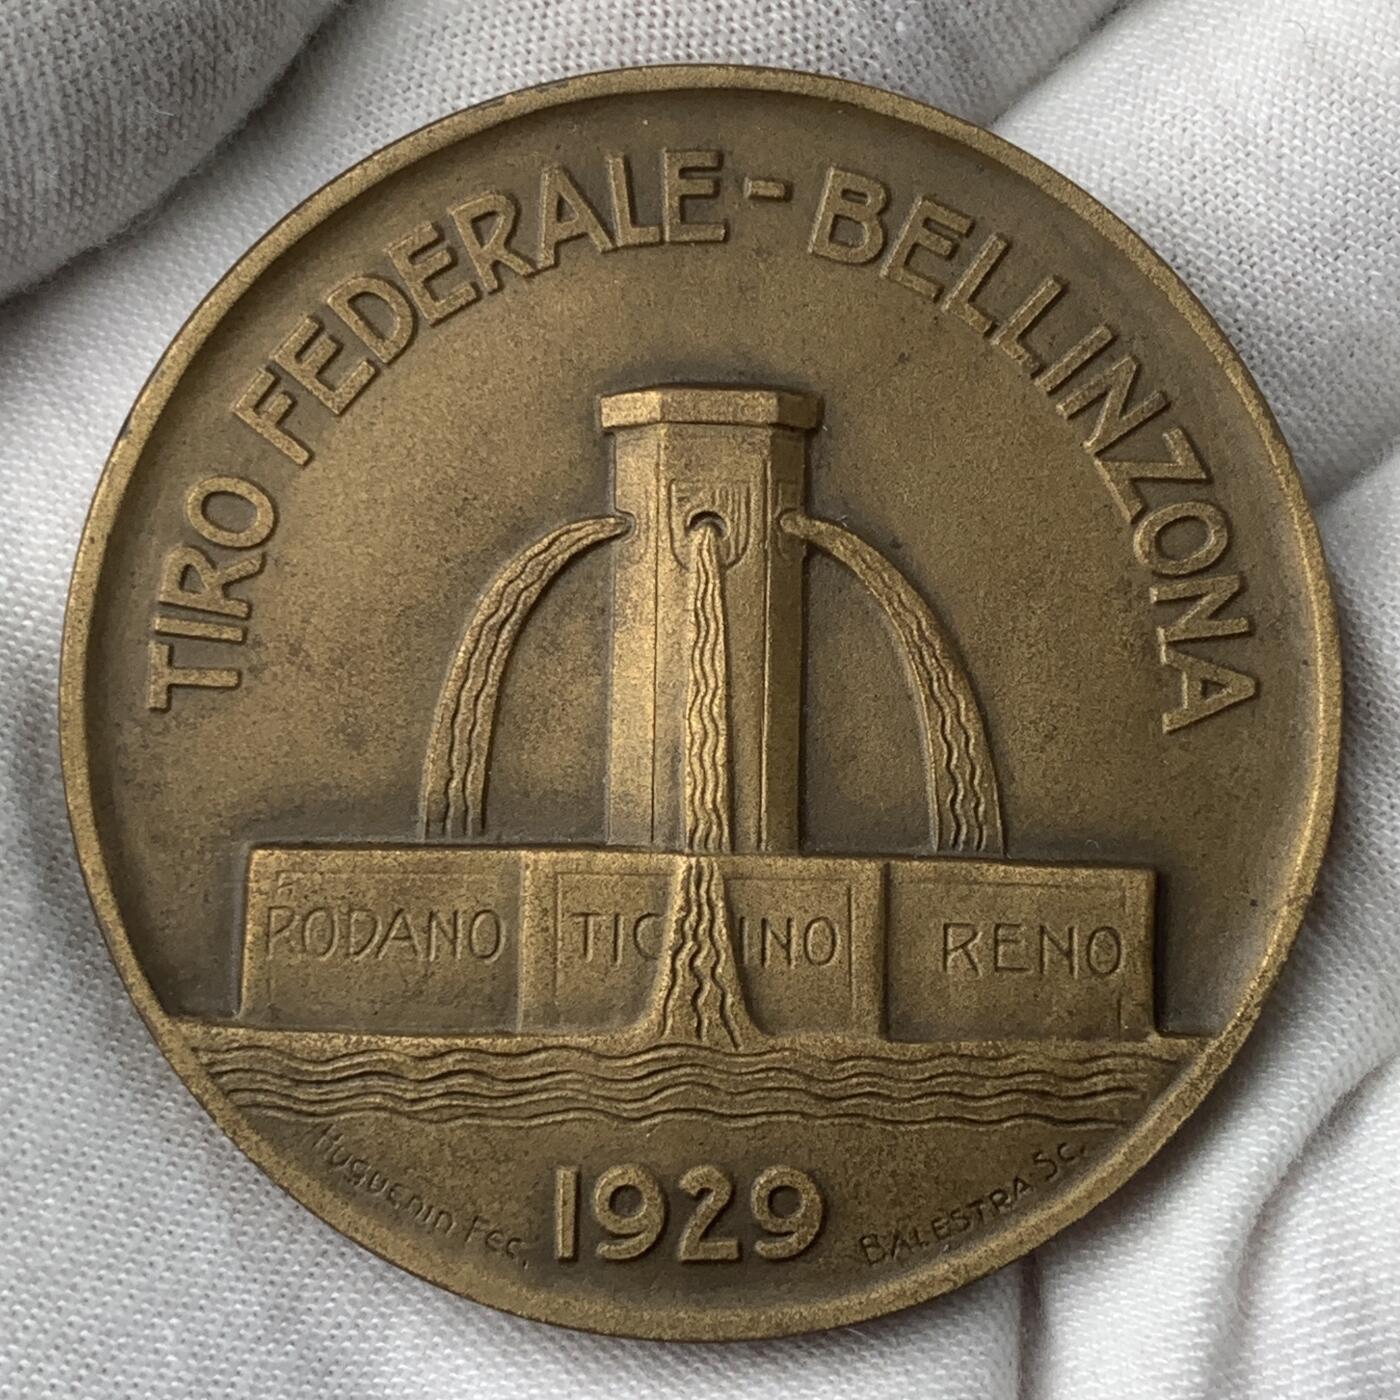 TIRO FEDERALE - BELLINZONA
RODANO TICINO RENO
1929
Huguenin Fec.
BALESTRA Sc.